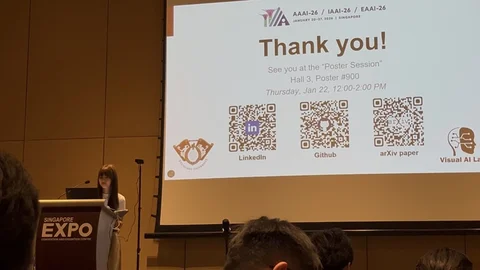 AAAI-26 / IAAI-26 / EAAI-26
JANUARY 20-27 2026 | SINGAPORE
Thank you!
See you at the "Poster Session"
Hall 3, Poster #900
Thursday, Jan 22, 12:00-2:00 PM
LinkedIn
Github
arXiv paper
Visual AI La
SINGAPORE
EXPO